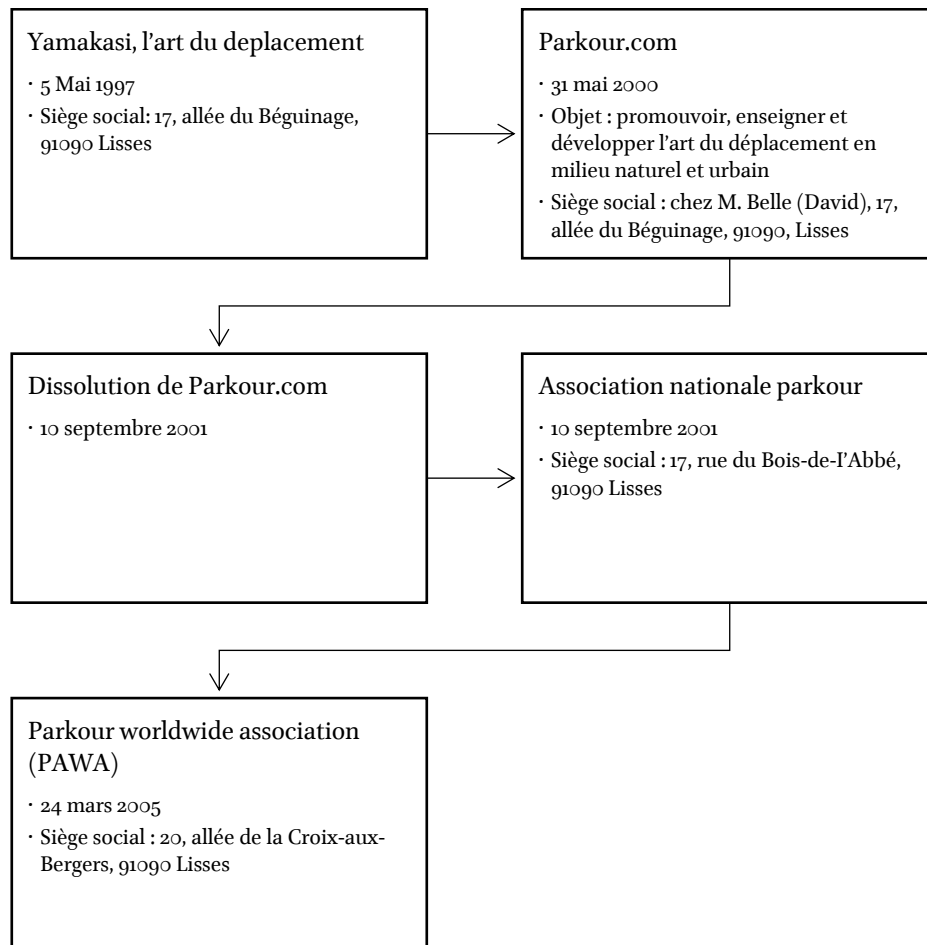 Yamakasi, l’art du deplacement
· 5 Mai 1997
· Siège social: 17, allée du Béguinage,
91090 Lisses
Parkour.com
· 31 mai 2000
· Objet : promouvoir, enseigner et
développer l’art du déplacement en
milieu naturel et urbain
· Siège social : chez M. Belle (David), 17,
allée du Béguinage, 91090, Lisses
Dissolution de Parkour.com
· 10 septembre 2001
Association nationale parkour
· 10 septembre 2001
· Siège social : 17, rue du Bois-de-I’Abbé,
91090 Lisses
Parkour worldwide association
(PAWA)
· 24 mars 2005
· Siège social : 20, allée de la Croix-aux-
Bergers, 91090 Lisses